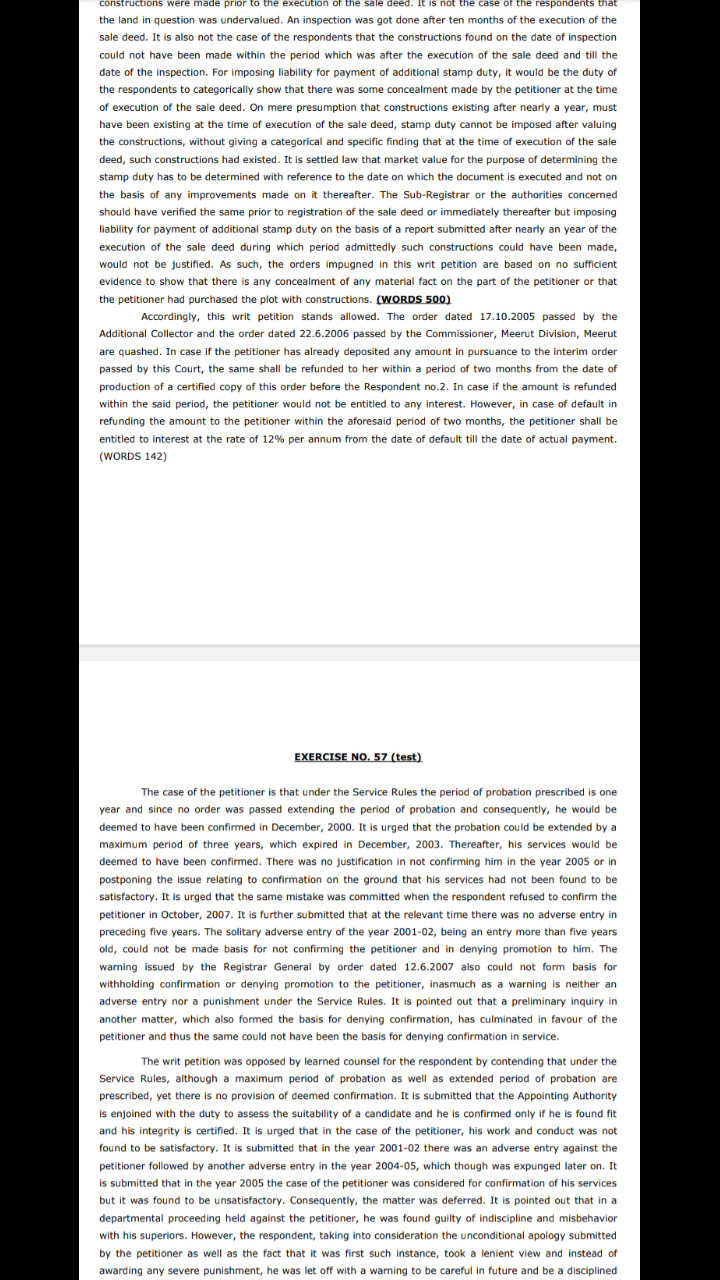 constructions were made prior to the execution of the sale deed. It is not the case of the respondents that
the land in question was undervalued. An inspection was got done after ten months of the execution of the
sale deed. It is also not the case of the respondents that the constructions found on the date of inspection
could not have been made within the period which was after the execution of the sale deed and till the
date of the inspection. For imposing liability for payment of additional stamp duty, it would be the duty of
the respondents to categorically show that there was some concealment made by the petitioner at the time
of execution of the sale deed. On mere presumption that constructions existing after nearly a year, must
have been existing at the time of execution of the sale deed, stamp duty cannot be imposed after valuing
the constructions, without giving a categorical and specific finding that at the time of execution of the sale
deed, such constructions had existed. It is settled law that market value for the purpose of determining the
stamp duty has to be determined with reference to the date on which the document is executed and not on
the basis of any improvements made on it thereafter. The Sub-Registrar or the authorities concerned
should have verified the same prior to registration of the sale deed or immediately thereafter but imposing
liability for payment of additional stamp duty on the basis of a report submitted after nearly an year of the
execution of the sale deed during which period admittedly such constructions could have been made,
would not be justified. As such, the orders impugned in this writ petition are based on no sufficient
evidence to show that there is any concealment of any material fact on the part of the petitioner or that
the petitioner had purchased the plot with constructions. (WORDS 500)
Accordingly, this writ petition stands allowed. The order dated 17.10.2005 passed by the
Additional Collector and the order dated 22.6.2006 passed by the Commissioner, Meerut Division, Meerut
are quashed. In case if the petitioner has already deposited any amount in pursuance to the interim order
passed by this Court, the same shall be refunded to her within a period of two months from the date of
production of a certified copy of this order before the Respondent no.2. In case if the amount is refunded
within the said period, the petitioner would not be entitled to any interest. However, in case of default in
refunding the amount to the petitioner within the aforesaid period of two months, the petitioner shall be
entitled to interest at the rate of 12% per annum from the date of default till the date of actual payment.
(WORDS 142)
EXERCISE NO. 57 (test)
The case of the petitioner is that under the Service Rules the period of probation prescribed is one
year and since no order was passed extending the period of probation and consequently, he would be
deemed to have been confirmed in December, 2000. It is urged that the probation could be extended by a
maximum period of three years, which expired in December, 2003. Thereafter, his services would be
deemed to have been confirmed. There was no justification in not confirming him in the year 2005 or in
postponing the issue relating to confirmation on the ground that his services had not been found to be
satisfactory. It is urged that the same mistake was committed when the respondent refused to confirm the
petitioner in October, 2007. It is further submitted that at the relevant time there was no adverse entry in
preceding five years. The solitary adverse entry of the year 2001-02, being an entry more than five years
old, could not be made basis for not confirming the petitioner and in denying promotion to him. The
warning issued by the Registrar General by order dated 12.6.2007 also could not form basis for
withholding confirmation or denying promotion to the petitioner, inasmuch as a warning is neither an
adverse entry nor a punishment under the Service Rules. It is pointed out that a preliminary inquiry in
another matter, which also formed the basis for denying confirmation, has culminated in favour of the
petitioner and thus the same could not have been the basis for denying confirmation in service.
The writ petition was opposed by learned counsel for the respondent by contending that under the
Service Rules, although a maximum period of probation as well as extended period of probation are
prescribed, yet there is no provision of deemed confirmation. It is submitted that the Appointing Authority
is enjoined with the duty to assess the suitability of a candidate and he is confirmed only if he is found fit
and his integrity is certified. It is urged that in the case of the petitioner, his work and conduct was not
found to be satisfactory. It is submitted that in the year 2001-02 there was an adverse entry against the
petitioner followed by another adverse entry in the year 2004-05, which though was expunged later on. It
is submitted that in the year 2005 the case of the petitioner was considered for confirmation of his services
but it was found to be unsatisfactory. Consequently, the matter was deferred. It is pointed out that in a
departmental proceeding held against the petitioner, he was found guilty of indiscipline and misbehavior
with his superiors. However, the respondent, taking into consideration the unconditional apology submitted
by the petitioner as well as the fact that it was first such instance, took a lenient view and instead of
awarding any severe punishment, he was let off with a warning to be careful in future and be a disciplined